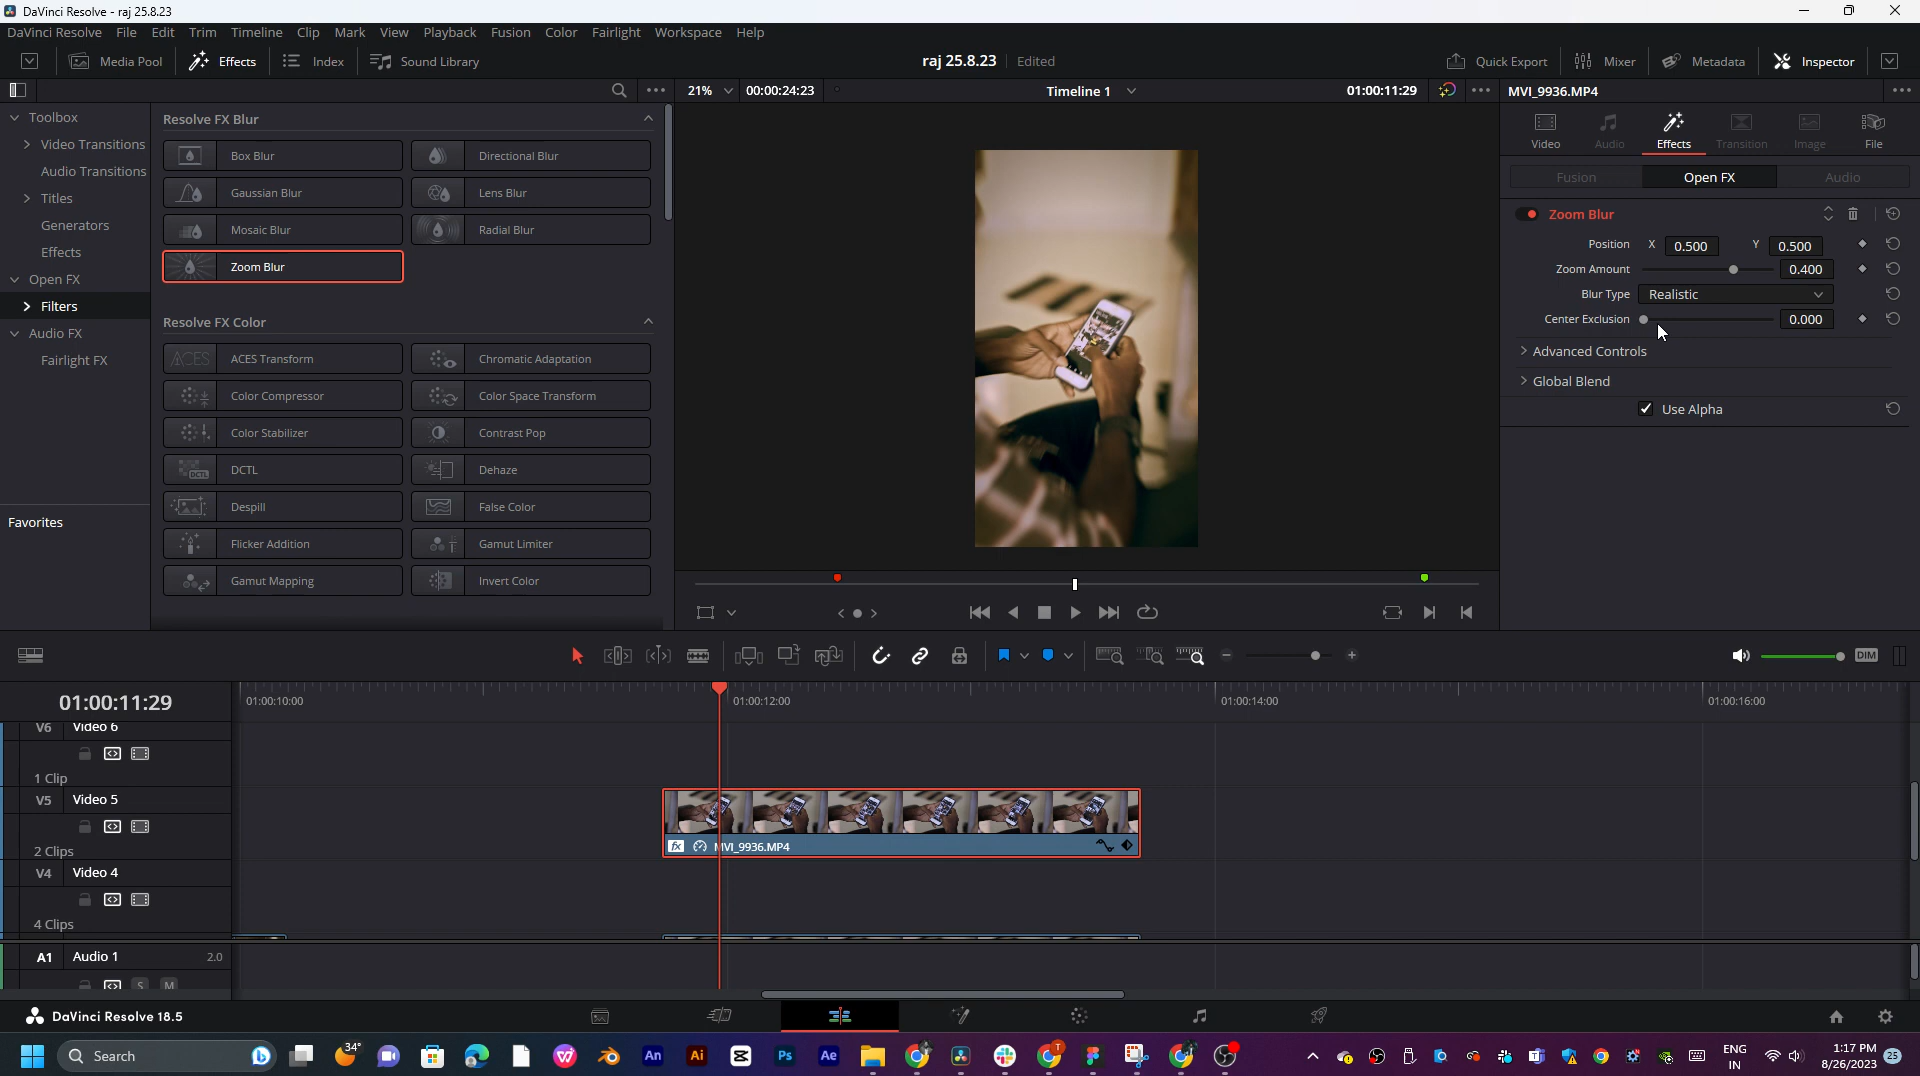 DaVinci Resolve - raj 25.8.23
DaVinci Resolve File Edit Trim Timeline Clip Mark View Playback Fusion Color Fairlight Workspace Help
Media Pool Effects Index Sound Library raj 25.8.23 Edited Quick Export Mixer Metadata Inspector
21% 00:00:24:23 Timeline 1 01:00:11:29 MVI_9936.MP4
Toolbox
Video Transitions
Audio Transitions
Titles
Generators
Effects
Open FX
Filters
Audio FX
Fairlight FX
Favorites
Resolve FX Blur
Box Blur Directional Blur
Gaussian Blur Lens Blur
Mosaic Blur Radial Blur
Zoom Blur
Resolve FX Color
ACES Transform Chromatic Adaptation
Color Compressor Color Space Transform
Color Stabilizer Contrast Pop
DCTL Dehaze
Despill False Color
Flicker Addition Gamut Limiter
Gamut Mapping Invert Color
Video Audio Effects Transition Image File
Fusion Open FX Audio
Zoom Blur
Position X 0.500 Y 0.500
Zoom Amount 0.400
Blur Type Realistic
Center Exclusion 0.000
Advanced Controls
Global Blend
Use Alpha
DIM
01:00:11:29 01:00:10:00 01:00:12:00 01:00:14:00 01:00:16:00
V6 Video 6
1 Clip
V5 Video 5
2 Clips
fx MVI_9936.MP4
V4 Video 4
4 Clips
A1 Audio 1 2.0
S M
DaVinci Resolve 18.5
Search 34° An Ai Ps Ae ENG IN 1:17 PM 8/26/2023 25